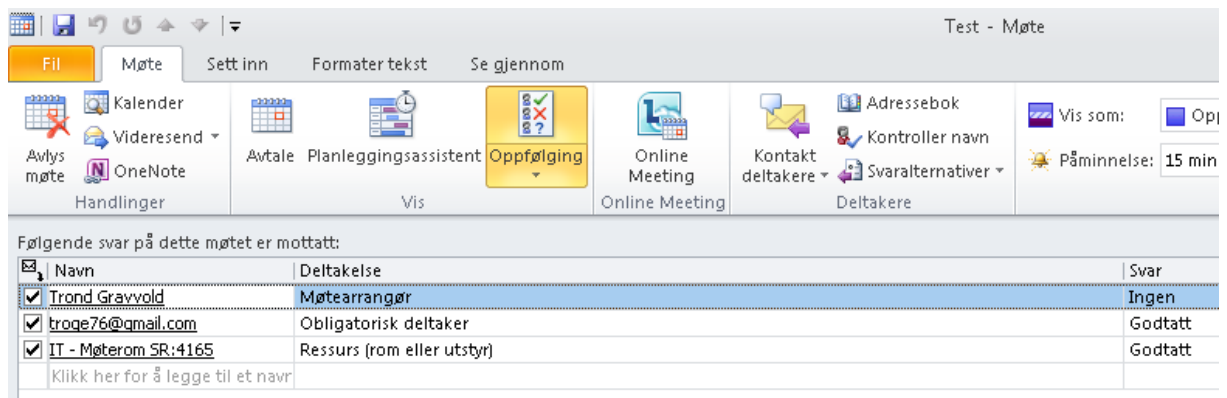 Test - Møte
Fil Møte Sett inn Formater tekst Se gjennom
Avlys møte Kalender Videresend OneNote
Avtale Planleggingsassistent Oppfølging
Online Meeting
Kontakt deltakere Adressebok Kontroller navn Svaralternativer
Vis som:
Påminnelse: 15 min
Handlinger Vis Online Meeting Deltakere
Følgende svar på dette møtet er mottatt:
Navn Deltakelse Svar
Trond Gravvold Møtearrangør Ingen
troge76@gmail.com Obligatorisk deltaker Godtatt
IT - Møterom SR:4165 Ressurs (rom eller utstyr) Godtatt
Klikk her for å legge til et navn